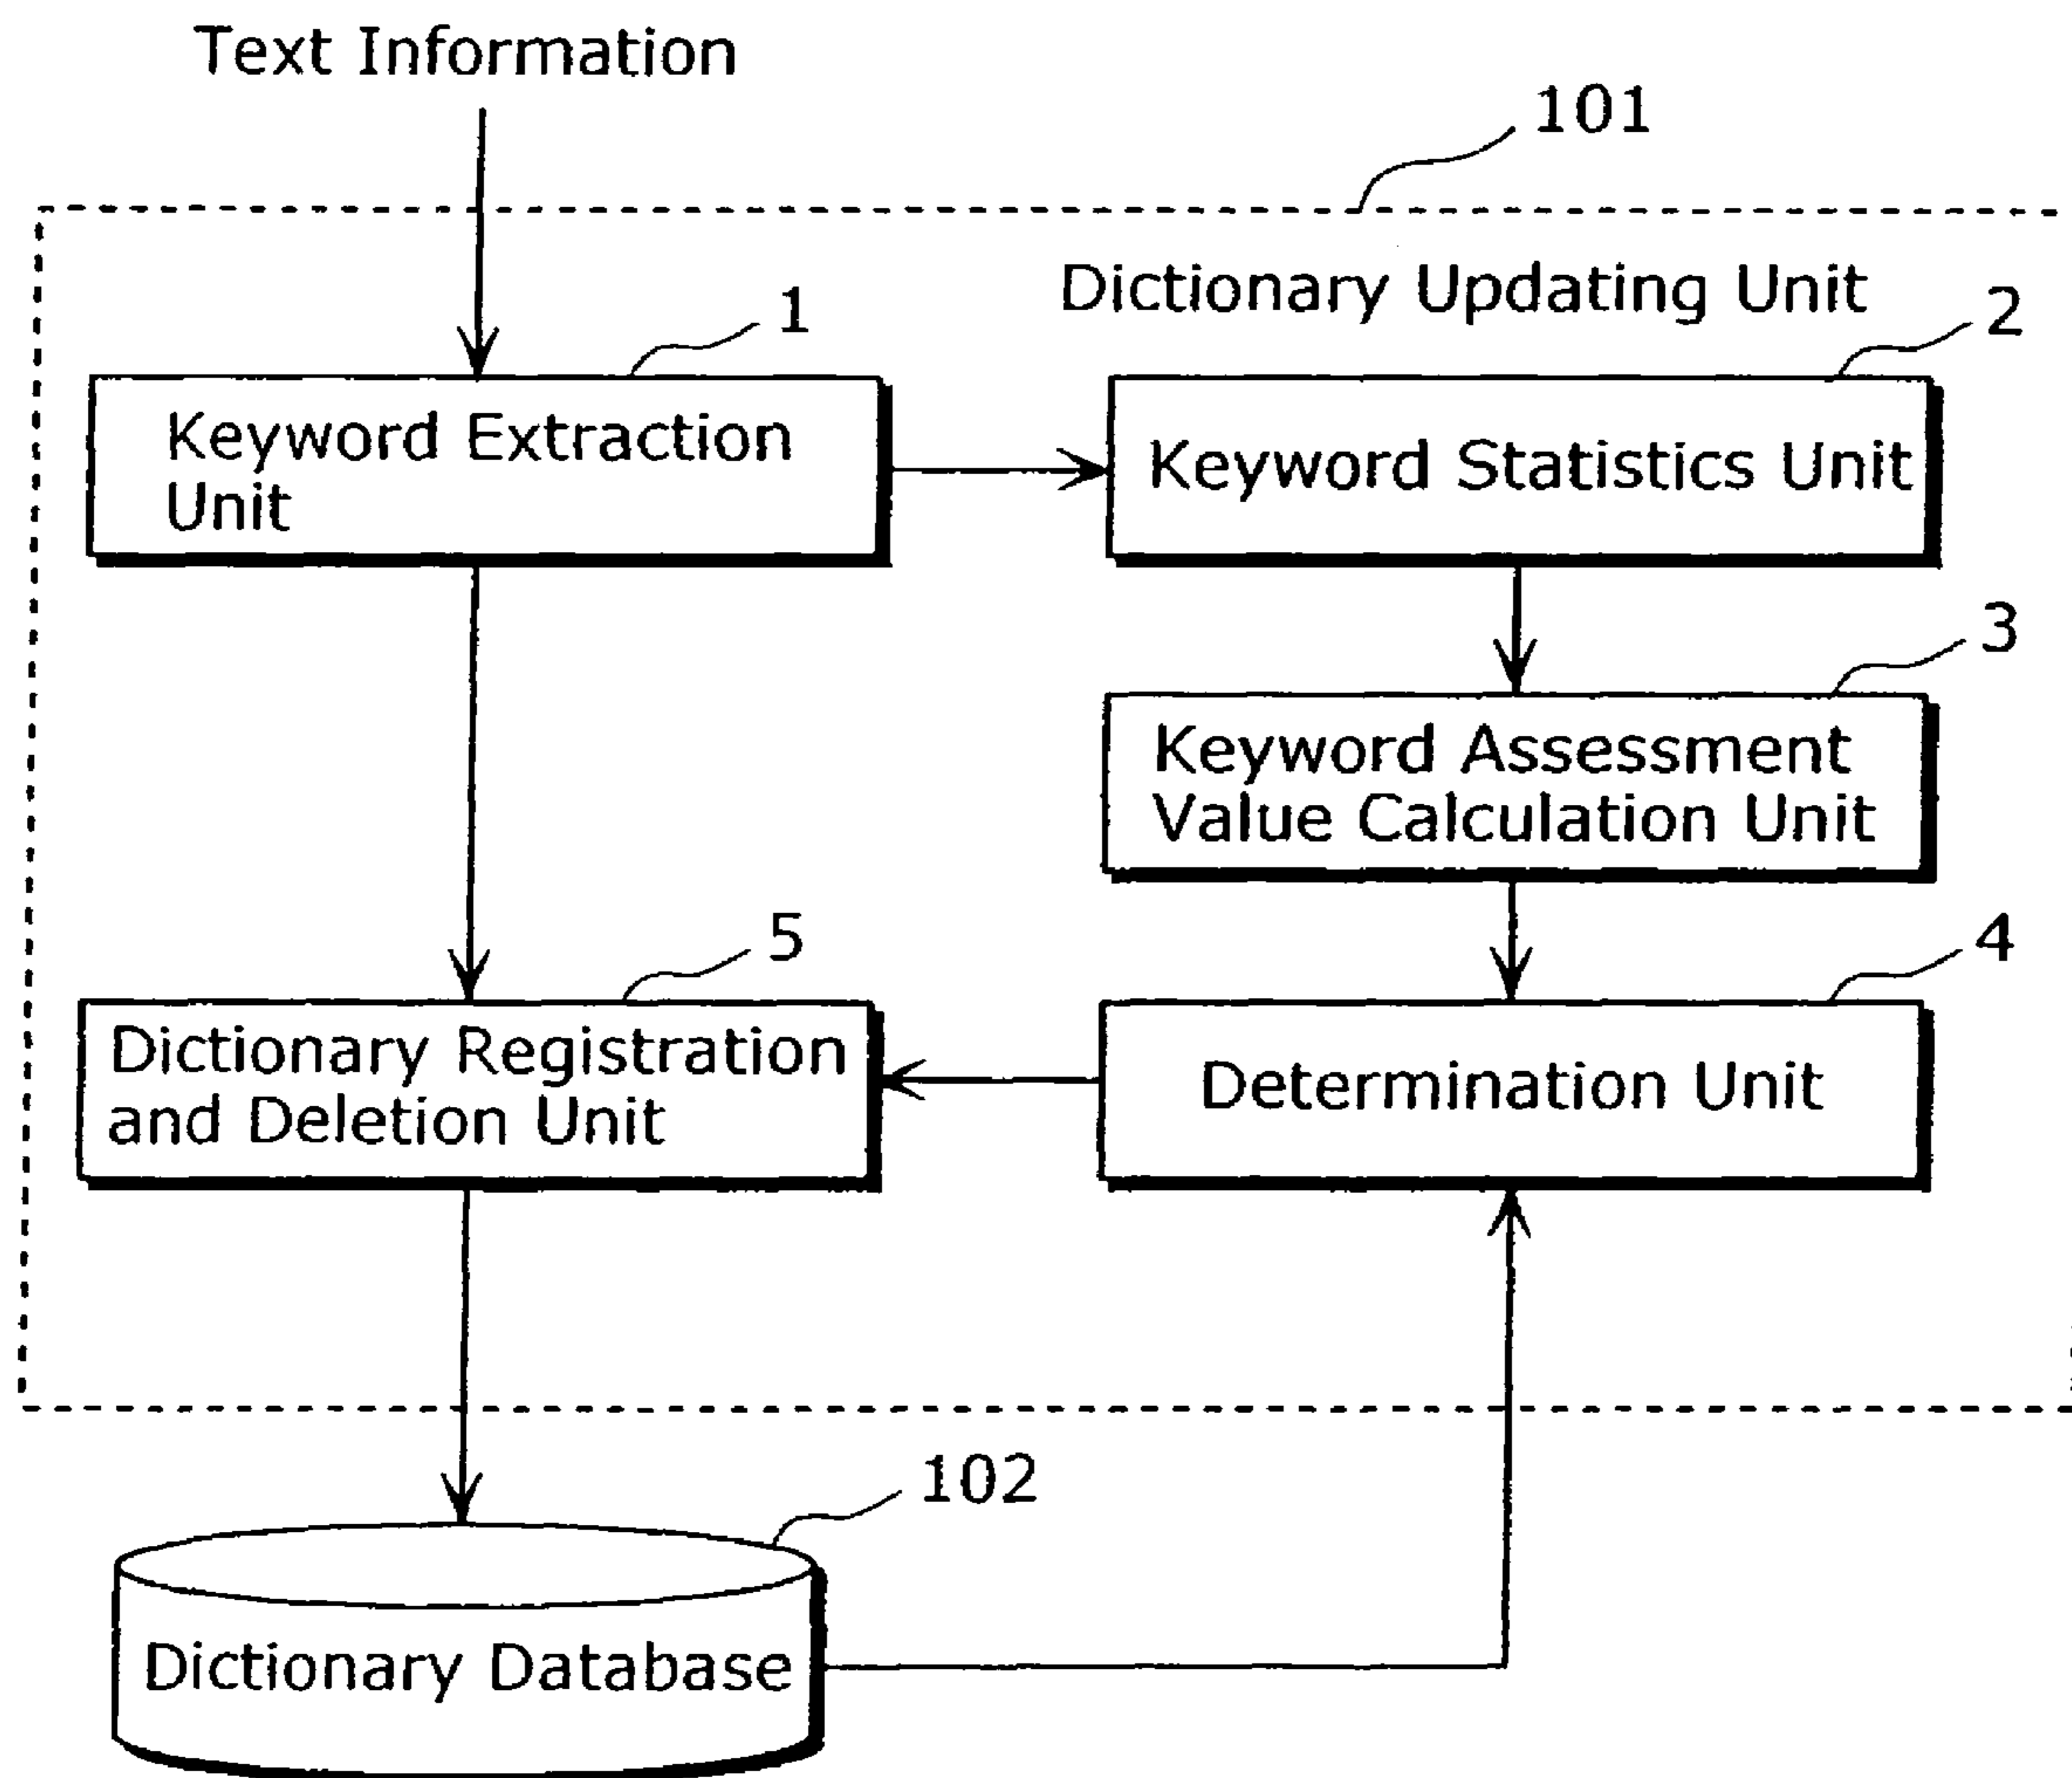 Text Information
101
Dictionary Updating Unit
1
2
Keyword Extraction
Unit
Keyword Statistics Unit
3
Keyword Assessment
Value Calculation Unit
5
4
Dictionary Registration
and Deletion Unit
Determination Unit
102
Dictionary Database